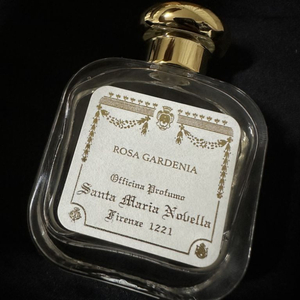 ROSA GARDENIA
Officina Profumo
Santa Maria Novella
Firenze 1221